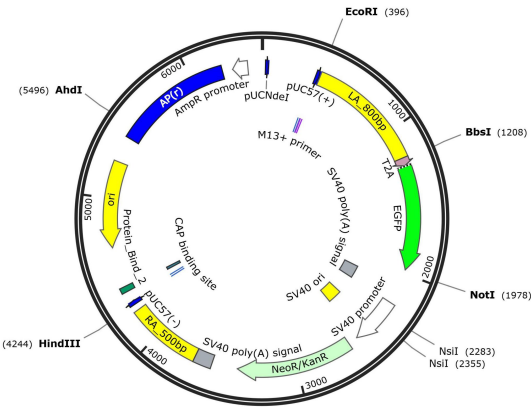 EcoRI (396)
6000
AhdI
(5496)
AP(r)
AmpR promoter
pUCNdeI
pUC57(+)
LA_800bp
1000
M13+ primer
BbsI (1208)
T2A
SV40 poly(A) signal
EGFP
5000
ori
Protein_Bind_2
CAP binding site
SV40 ori
2000
NotI (1978)
pUC57(-)
SV40 promoter
(4244) HindIII
RA_500bp
SV40 poly(A) signal
NeoR/KanR
NsiI (2283)
NsiI (2355)
4000
3000